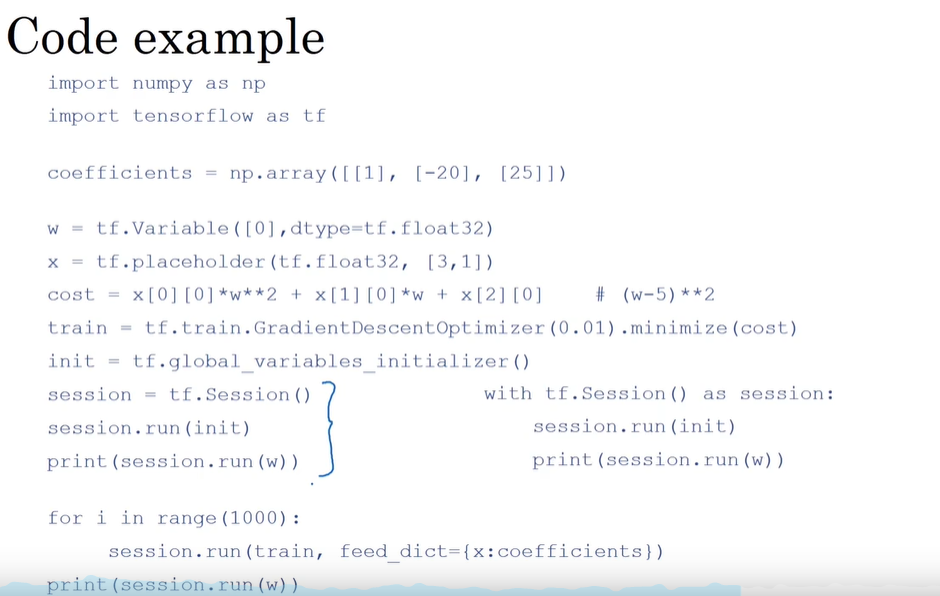 Code example
import numpy as np
import tensorflow as tf
coefficients = np.array([[1], [-20], [25]])
w = tf.Variable([0],dtype=tf.float32)
x = tf.placeholder(tf.float32, [3,1])
cost = x[0][0]*w**2 + x[1][0]*w + x[2][0]    # (w-5)**2
train = tf.train.GradientDescentOptimizer(0.01).minimize(cost)
init = tf.global_variables_initializer()
session = tf.Session()
session.run(init)
print(session.run(w))
with tf.Session() as session:
session.run(init)
print(session.run(w))
for i in range(1000):
session.run(train, feed_dict={x:coefficients})
print(session.run(w))